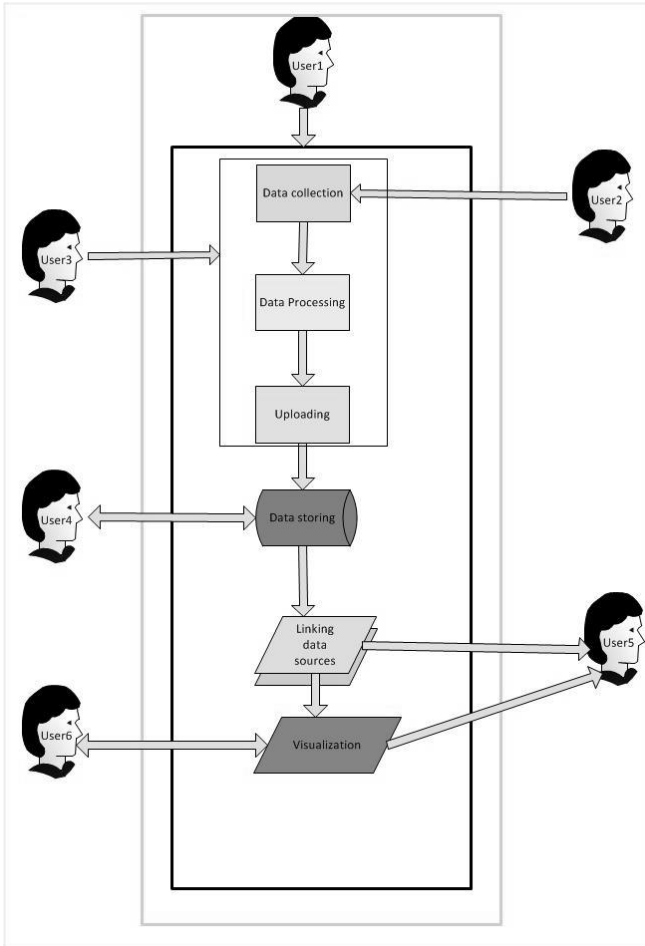 User1
Data collection
User2
User3
Data Processing
Uploading
User4
Data storing
Linking
data
sources
User5
User6
Visualization